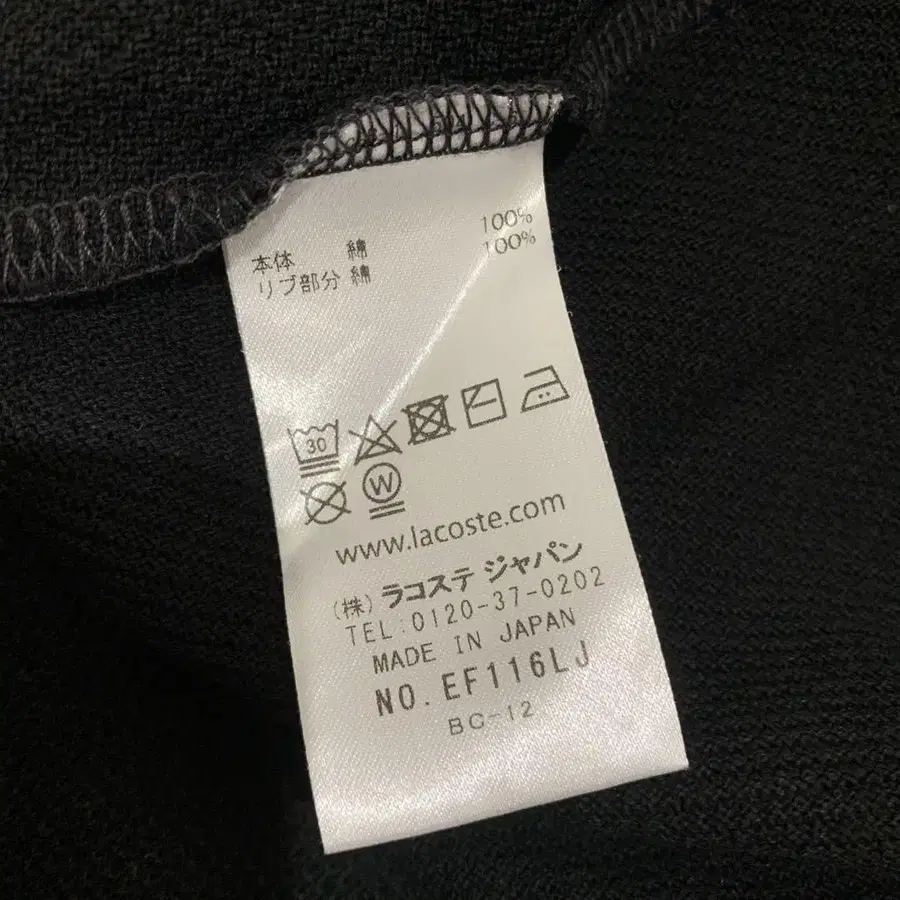 本体 綿 100%
リブ部分 綿 100%
30
W
www.lacoste.com
(株) ラコステ ジャパン
TEL:0120-37-0202
MADE IN JAPAN
NO. EF116LJ
BC-12